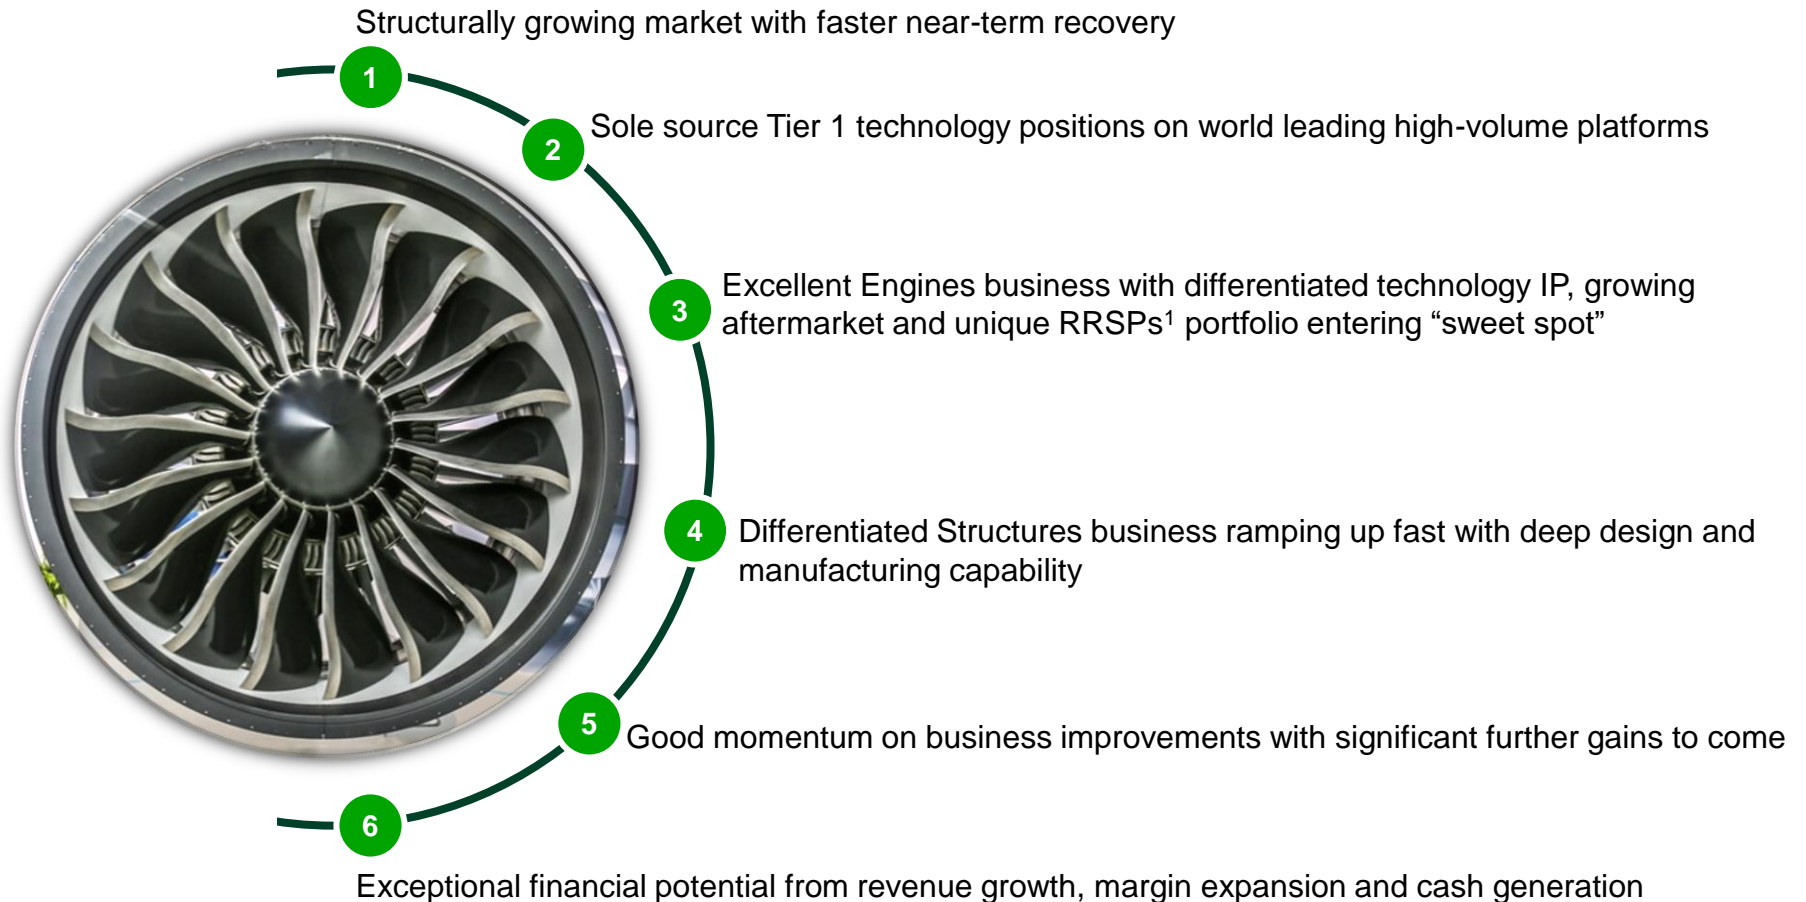 Structurally growing market with faster near-term recovery
1
2
Sole source Tier 1 technology positions on world leading high-volume platforms
3
Excellent Engines business with differentiated technology IP, growing
aftermarket and unique RRSPs¹ portfolio entering “sweet spot”
4
Differentiated Structures business ramping up fast with deep design and
manufacturing capability
5
Good momentum on business improvements with significant further gains to come
6
Exceptional financial potential from revenue growth, margin expansion and cash generation